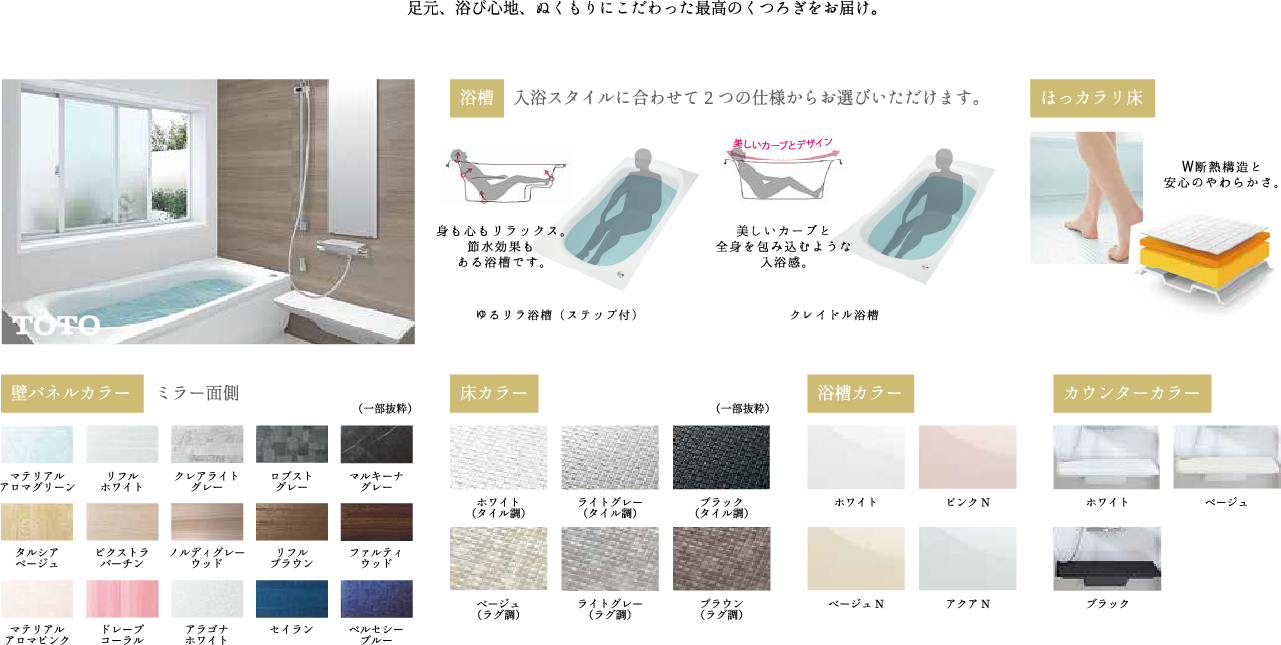 足元、浴び心地、ぬくもりにこだわった最高のくつろぎをお届け。
TOTO
浴槽
入浴スタイルに合わせて２つの仕様からお選びいただけます。
身も心もリラックス。
節水効果も
ある浴槽です。
ゆるリラ浴槽（ステップ付）
美しいカーブとデザイン
美しいカーブと
全身を包み込むような
入浴感。
クレイドル浴槽
ほっカラリ床
W断熱構造と
安心のやわらかさ。
壁パネルカラー
ミラー面側
（一部抜粋）
マテリアル
アロマグリーン
リフル
ホワイト
クレアライト
グレー
ロブスト
グレー
マルキーナ
グレー
タルシア
ベージュ
ピクストラ
バーチン
ノルディグレー
ウッド
リフル
ブラウン
ファルティ
ウッド
マテリアル
アロマピンク
ドレープ
コーラル
アラゴナ
ホワイト
セイラン
ベルセシー
ブルー
床カラー
（一部抜粋）
ホワイト
（タイル調）
ライトグレー
（タイル調）
ブラック
（タイル調）
ベージュ
（ラグ調）
ライトグレー
（ラグ調）
ブラウン
（ラグ調）
浴槽カラー
ホワイト
ピンクN
ベージュN
アクアN
カウンターカラー
ホワイト
ベージュ
ブラック